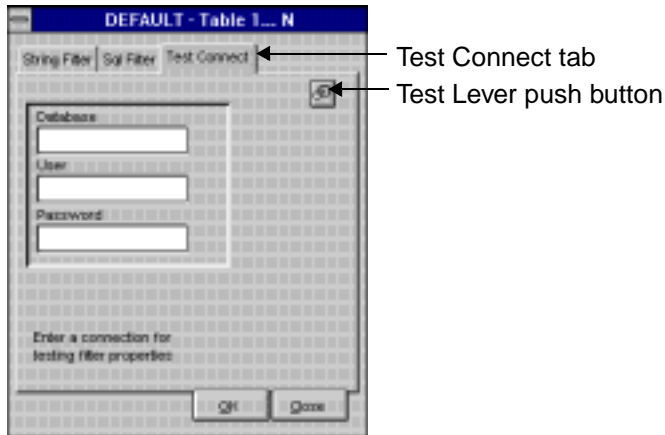 DEFAULT - Table 1... N
String Filter Sql Filter Test Connect
Test Connect tab
Test Lever push button
Database
User
Password
Enter a connection for
testing filter properties
OK Close